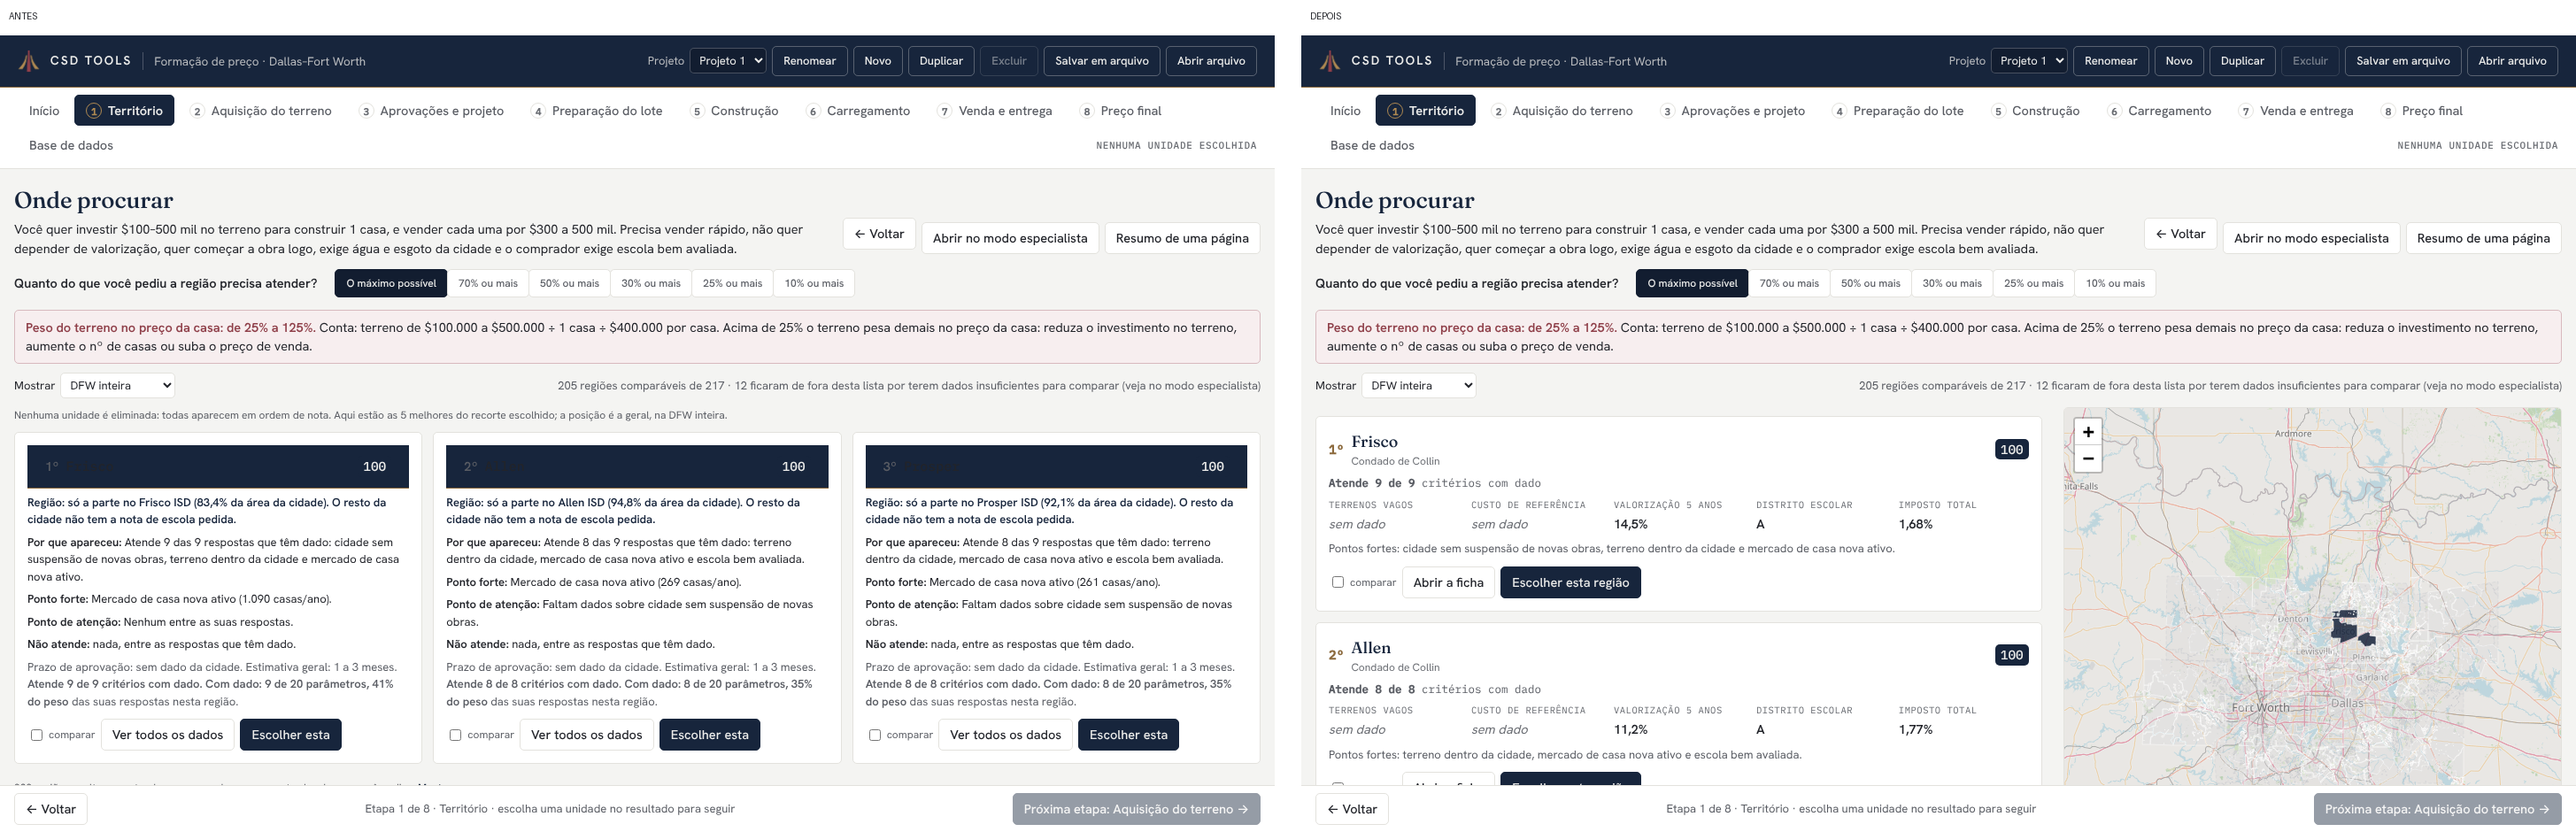 ANTES
CSD TOOLS
Formação de preço · Dallas–Fort Worth
Projeto
Projeto 1
Renomear
Novo
Duplicar
Excluir
Salvar em arquivo
Abrir arquivo
Início
1 Território
2 Aquisição do terreno
3 Aprovações e projeto
4 Preparação do lote
5 Construção
6 Carregamento
7 Venda e entrega
8 Preço final
Base de dados
NENHUMA UNIDADE ESCOLHIDA
Onde procurar
Você quer investir $100–500 mil no terreno para construir 1 casa, e vender cada uma por $300 a 500 mil. Precisa vender rápido, não quer
depender de valorização, quer começar a obra logo, exige água e esgoto da cidade e o comprador exige escola bem avaliada.
← Voltar
Abrir no modo especialista
Resumo de uma página
Quanto do que você pediu a região precisa atender?
O máximo possível
70% ou mais
50% ou mais
30% ou mais
25% ou mais
10% ou mais
Peso do terreno no preço da casa: de 25% a 125%. Conta: terreno de $100.000 a $500.000 ÷ 1 casa ÷ $400.000 por casa. Acima de 25% o terreno pesa demais no preço da casa: reduza o investimento no terreno,
aumente o nº de casas ou suba o preço de venda.
Mostrar
DFW inteira
205 regiões comparáveis de 217 · 12 ficaram de fora desta lista por terem dados insuficientes para comparar (veja no modo especialista)
Nenhuma unidade é eliminada: todas aparecem em ordem de nota. Aqui estão as 5 melhores do recorte escolhido; a posição é a geral, na DFW inteira.
1º
100
Região: só a parte no Frisco ISD (83,4% da área da cidade). O resto da
cidade não tem a nota de escola pedida.
Por que apareceu: Atende 9 das 9 respostas que têm dado: cidade sem
suspensão de novas obras, terreno dentro da cidade e mercado de casa
nova ativo.
Ponto forte: Mercado de casa nova ativo (1.090 casas/ano).
Ponto de atenção: Nenhum entre as suas respostas.
Não atende: nada, entre as respostas que têm dado.
Prazo de aprovação: sem dado da cidade. Estimativa geral: 1 a 3 meses.
Atende 9 de 9 critérios com dado. Com dado: 9 de 20 parâmetros, 41%
do peso das suas respostas nesta região.
comparar
Ver todos os dados
Escolher esta
2º
100
Região: só a parte no Allen ISD (94,8% da área da cidade). O resto da
cidade não tem a nota de escola pedida.
Por que apareceu: Atende 8 das 9 respostas que têm dado: terreno
dentro da cidade, mercado de casa nova ativo e escola bem avaliada.
Ponto forte: Mercado de casa nova ativo (269 casas/ano).
Ponto de atenção: Faltam dados sobre cidade sem suspensão de novas
obras.
Não atende: nada, entre as respostas que têm dado.
Prazo de aprovação: sem dado da cidade. Estimativa geral: 1 a 3 meses.
Atende 8 de 8 critérios com dado. Com dado: 8 de 20 parâmetros, 35%
do peso das suas respostas nesta região.
comparar
Ver todos os dados
Escolher esta
3º
100
Região: só a parte no Prosper ISD (92,1% da área da cidade). O resto da
cidade não tem a nota de escola pedida.
Por que apareceu: Atende 8 das 9 respostas que têm dado: terreno
dentro da cidade, mercado de casa nova ativo e escola bem avaliada.
Ponto forte: Mercado de casa nova ativo (261 casas/ano).
Ponto de atenção: Faltam dados sobre cidade sem suspensão de novas
obras.
Não atende: nada, entre as respostas que têm dado.
Prazo de aprovação: sem dado da cidade. Estimativa geral: 1 a 3 meses.
Atende 8 de 8 critérios com dado. Com dado: 8 de 20 parâmetros, 35%
do peso das suas respostas nesta região.
comparar
Ver todos os dados
Escolher esta
← Voltar
Etapa 1 de 8 · Território · escolha uma unidade no resultado para seguir
Próxima etapa: Aquisição do terreno →
DEPOIS
CSD TOOLS
Formação de preço · Dallas–Fort Worth
Projeto
Projeto 1
Renomear
Novo
Duplicar
Excluir
Salvar em arquivo
Abrir arquivo
Início
1 Território
2 Aquisição do terreno
3 Aprovações e projeto
4 Preparação do lote
5 Construção
6 Carregamento
7 Venda e entrega
8 Preço final
Base de dados
NENHUMA UNIDADE ESCOLHIDA
Onde procurar
Você quer investir $100–500 mil no terreno para construir 1 casa, e vender cada uma por $300 a 500 mil. Precisa vender rápido, não quer
depender de valorização, quer começar a obra logo, exige água e esgoto da cidade e o comprador exige escola bem avaliada.
← Voltar
Abrir no modo especialista
Resumo de uma página
Quanto do que você pediu a região precisa atender?
O máximo possível
70% ou mais
50% ou mais
30% ou mais
25% ou mais
10% ou mais
Peso do terreno no preço da casa: de 25% a 125%. Conta: terreno de $100.000 a $500.000 ÷ 1 casa ÷ $400.000 por casa. Acima de 25% o terreno pesa demais no preço da casa: reduza o investimento no terreno,
aumente o nº de casas ou suba o preço de venda.
Mostrar
DFW inteira
205 regiões comparáveis de 217 · 12 ficaram de fora desta lista por terem dados insuficientes para comparar (veja no modo especialista)
1º
Frisco
Condado de Collin
100
Atende 9 de 9 critérios com dado
TERRENOS VAGOS
sem dado
CUSTO DE REFERÊNCIA
sem dado
VALORIZAÇÃO 5 ANOS
14,5%
DISTRITO ESCOLAR
A
IMPOSTO TOTAL
1,68%
Pontos fortes: cidade sem suspensão de novas obras, terreno dentro da cidade e mercado de casa nova ativo.
comparar
Abrir a ficha
Escolher esta região
2º
Allen
Condado de Collin
100
Atende 8 de 8 critérios com dado
TERRENOS VAGOS
sem dado
CUSTO DE REFERÊNCIA
sem dado
VALORIZAÇÃO 5 ANOS
11,2%
DISTRITO ESCOLAR
A
IMPOSTO TOTAL
1,77%
Pontos fortes: terreno dentro da cidade, mercado de casa nova ativo e escola bem avaliada.
+
−
Ardmore
ita Falls
Denton
Lewisville
Plano
Garland
Fort Worth
Dallas
← Voltar
Etapa 1 de 8 · Território · escolha uma unidade no resultado para seguir
Próxima etapa: Aquisição do terreno →